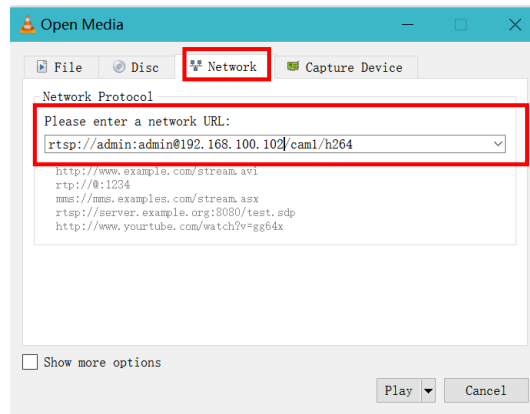 Open Media
File Disc Network Capture Device
Network Protocol
Please enter a network URL:
rtsp://admin:admin@192.168.100.102/cam1/h264
http://www.example.com/stream.avi
rtp://@:1234
mms://mms.examples.com/stream.asx
rtsp://server.example.org:8080/test.sdp
http://www.yourtube.com/watch?v=gg64x
Show more options
Play Cancel